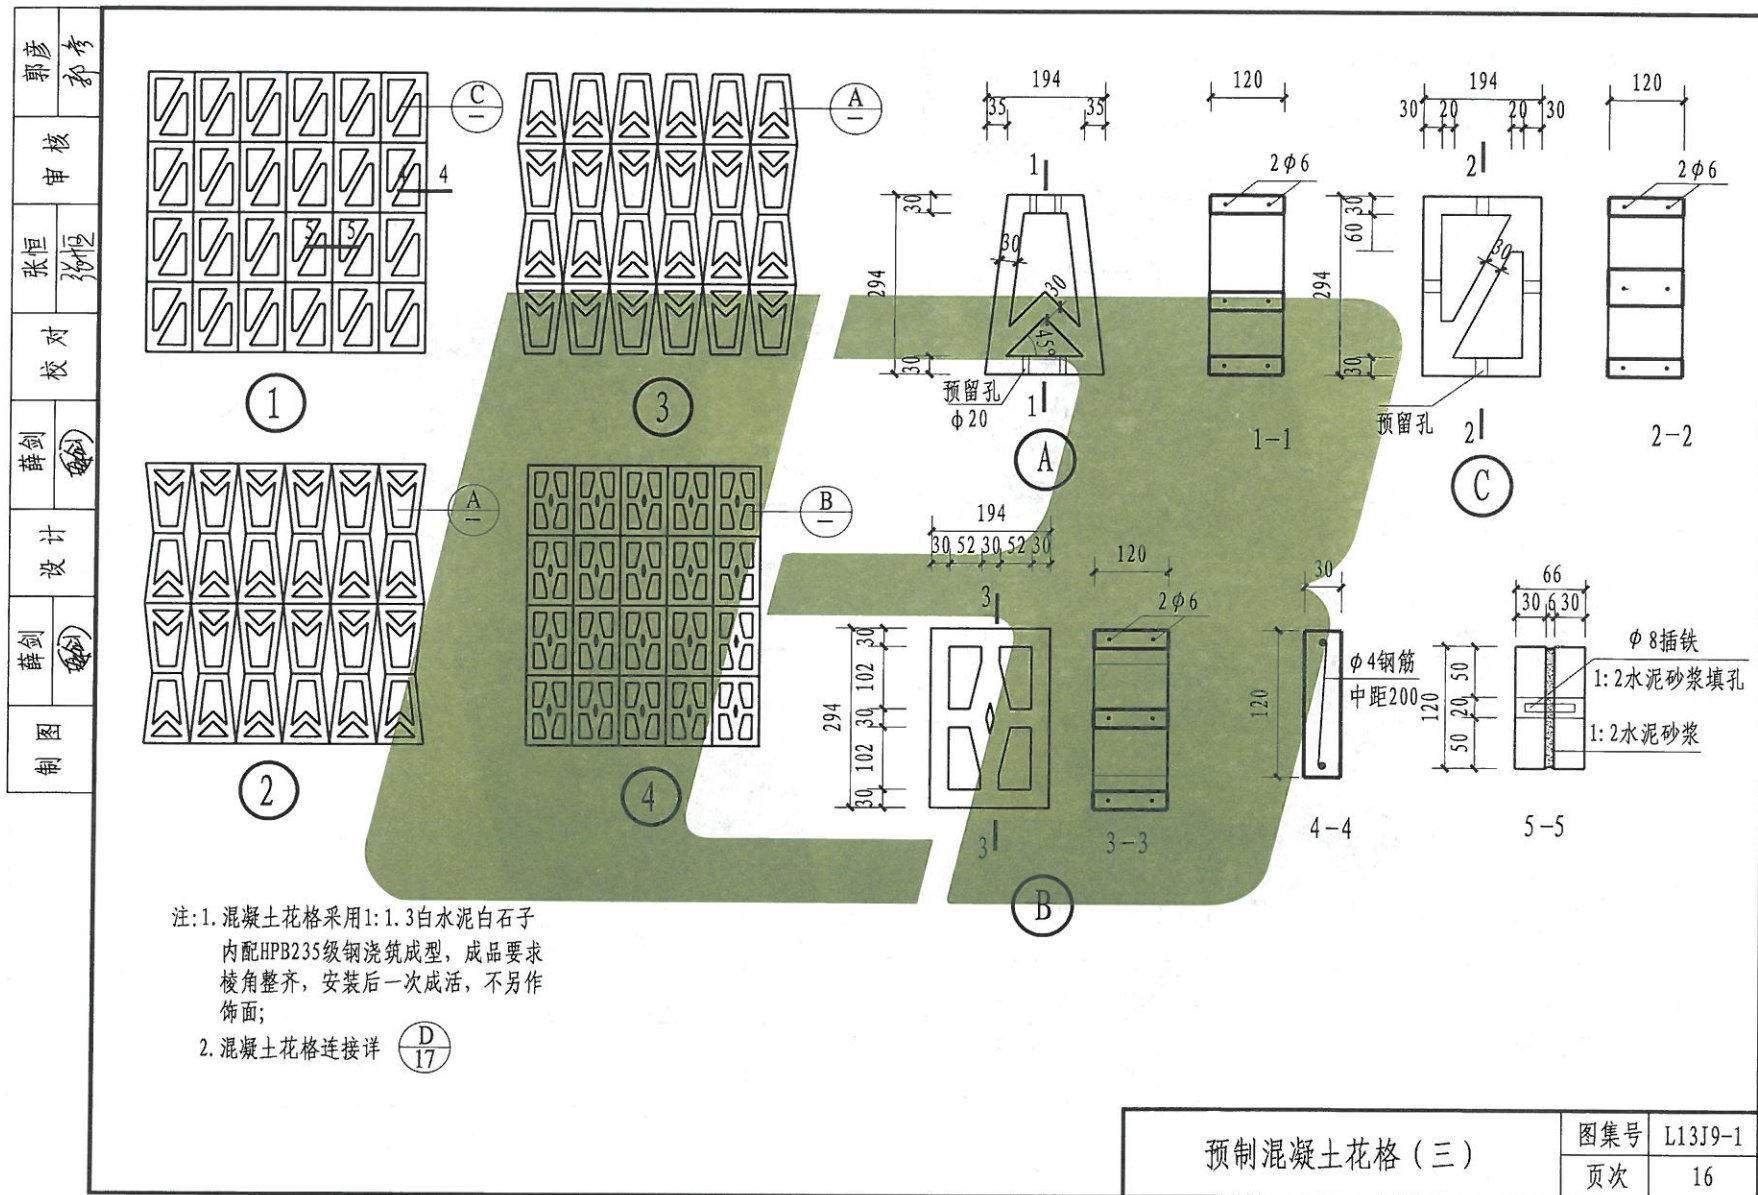 郭彦
审核
张恒
张恒
校对
薛剑
设计
薛剑
制图
C
—
4 4
5 5
1
A
—
3
A
—
2
B
—
4
194
35 35
1
30
294
30
30
45°
30
预留孔
φ20
1
A
120
2φ6
1-1
194
30 20 20 30
2
30
60
294
30
30
预留孔
2
C
120
2φ6
2-2
194
30 52 30 52 30
3
30
102
294
30
102
30
3
B
120
2φ6
3-3
30
120
φ4钢筋
中距200
4-4
66
30 6 30
50
120
20
50
φ8插铁
1:2水泥砂浆填孔
1:2水泥砂浆
5-5
注:1.混凝土花格采用1:1.3白水泥白石子
内配HPB235级钢浇筑成型，成品要求
棱角整齐，安装后一次成活，不另作
饰面;
2.混凝土花格连接详 D
17
预制混凝土花格（三）
图集号 L13J9-1
页次 16